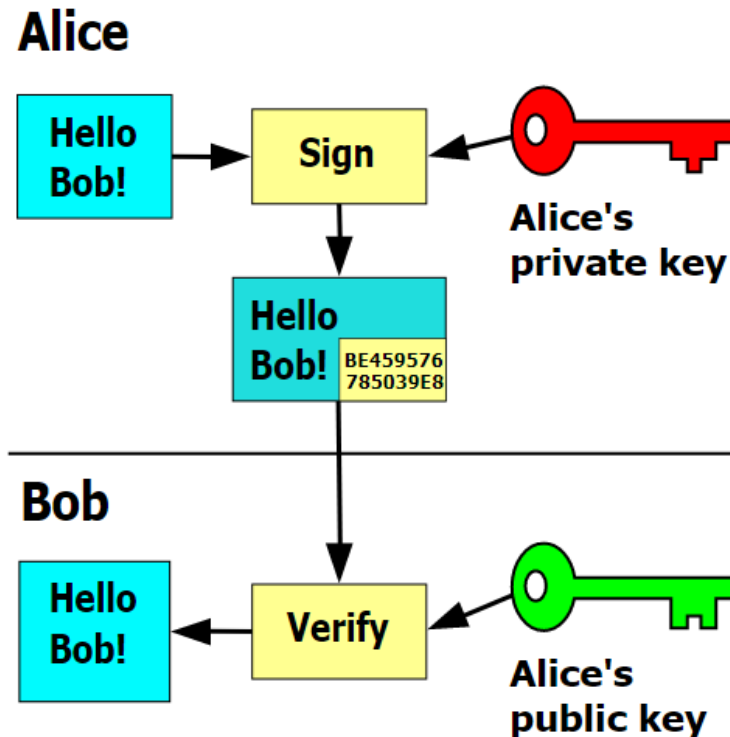 Alice
Hello
Bob!
Sign
Alice's
private key
Hello
Bob!
BE459576
785039E8
Bob
Hello
Bob!
Verify
Alice's
public key